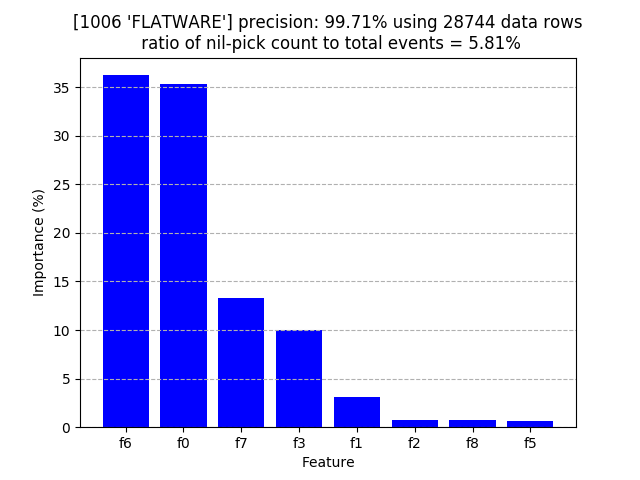 [1006 'FLATWARE'] precision: 99.71% using 28744 data rows
ratio of nil-pick count to total events = 5.81%
Importance (%)
35
30
25
20
15
10
5
0
f6 f0 f7 f3 f1 f2 f8 f5
Feature